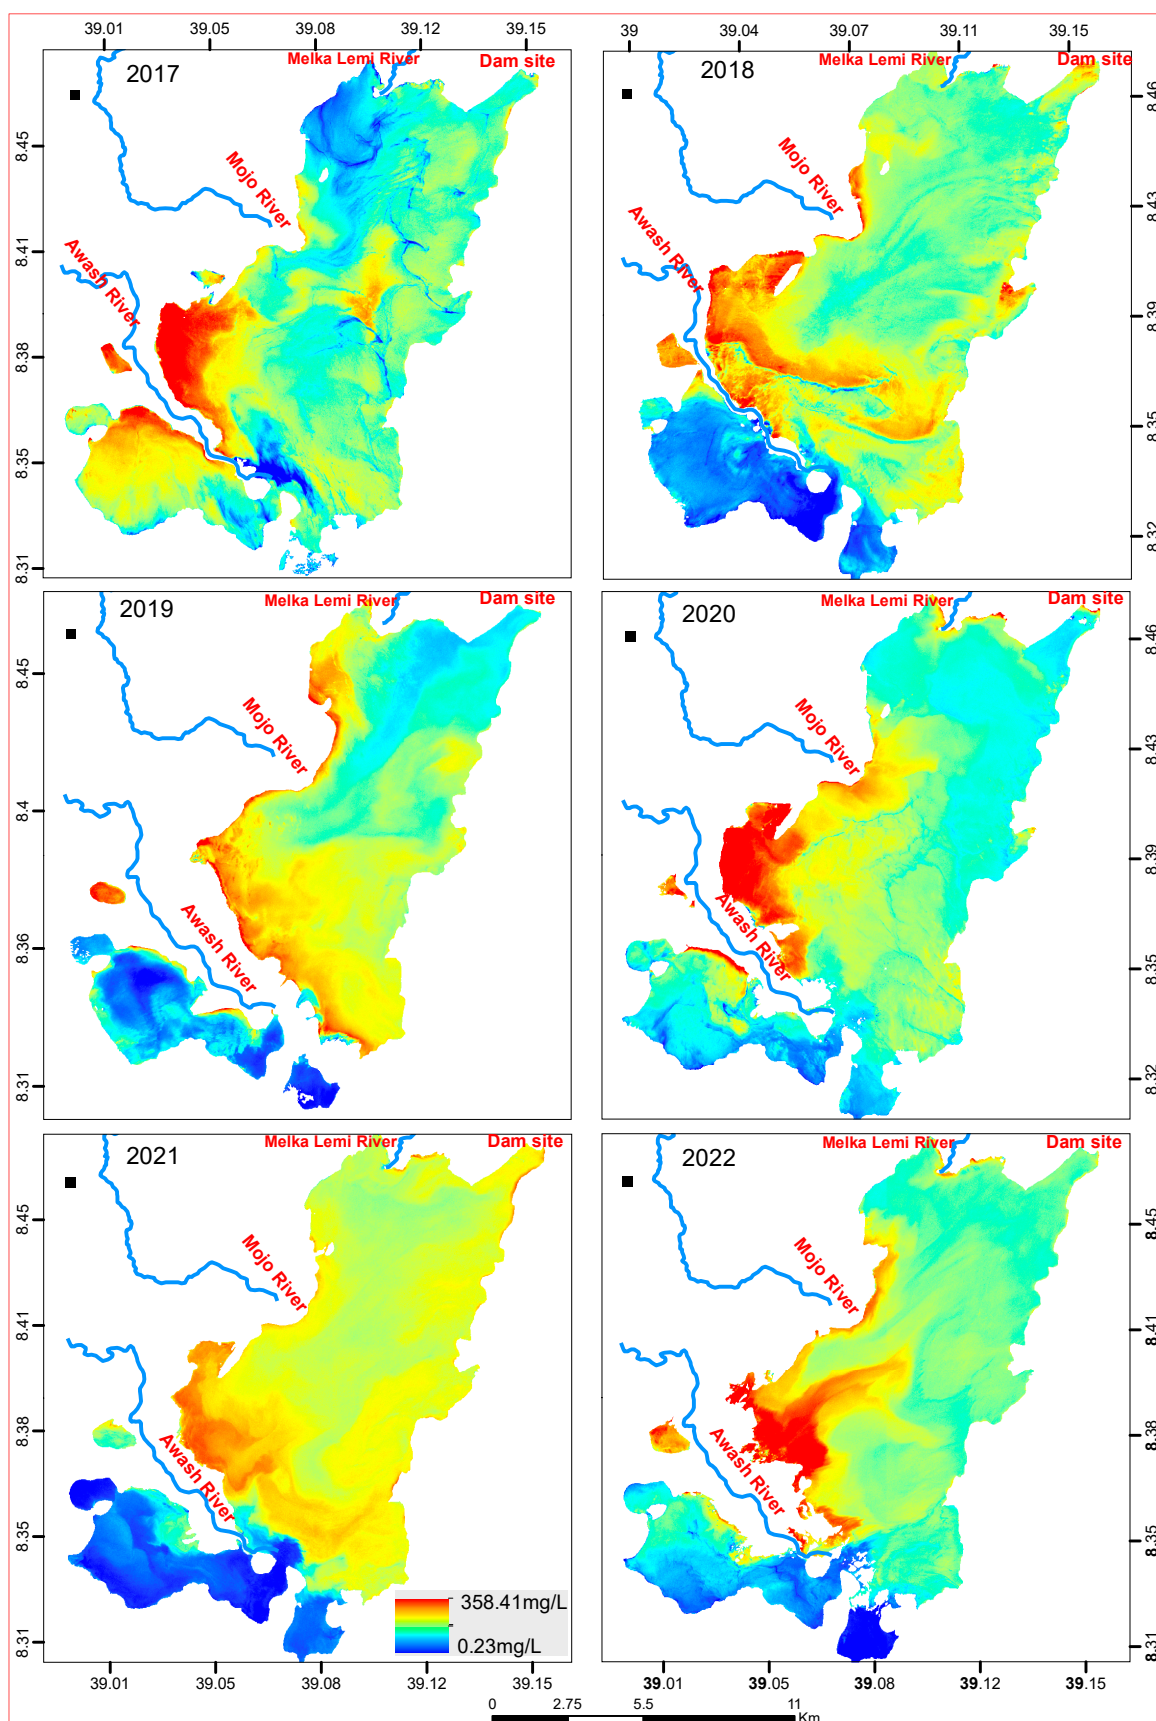 39.01 39.05 39.08 39.12 39.15
39 39.04 39.07 39.11 39.15
2017
Melka Lemi River
Dam site
Mojo River
Awash River
8.45
8.41
8.38
8.35
8.31
2018
Melka Lemi River
Dam site
Mojo River
Awash River
8.46
8.43
8.39
8.35
8.32
2019
Melka Lemi River
Dam site
Mojo River
Awash River
8.45
8.4
8.36
8.31
2020
Melka Lemi River
Dam site
Mojo River
Awash River
8.46
8.43
8.39
8.35
8.32
2021
Melka Lemi River
Dam site
Mojo River
Awash River
8.45
8.41
8.38
8.35
8.31
358.41mg/L
0.23mg/L
2022
Melka Lemi River
Dam site
Mojo River
Awash River
8.45
8.41
8.38
8.35
8.31
39.01 39.05 39.08 39.12 39.15
39.01 39.05 39.08 39.12 39.15
0 2.75 5.5 11
Km